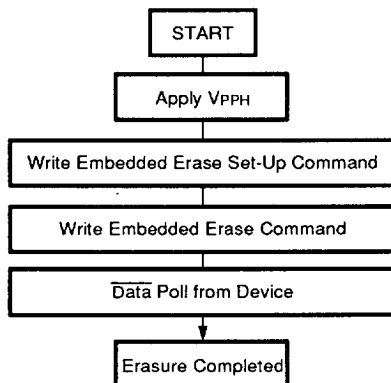 START
Apply VPPH
Write Embedded Erase Set-Up Command
Write Embedded Erase Command
Data Poll from Device
Erasure Completed